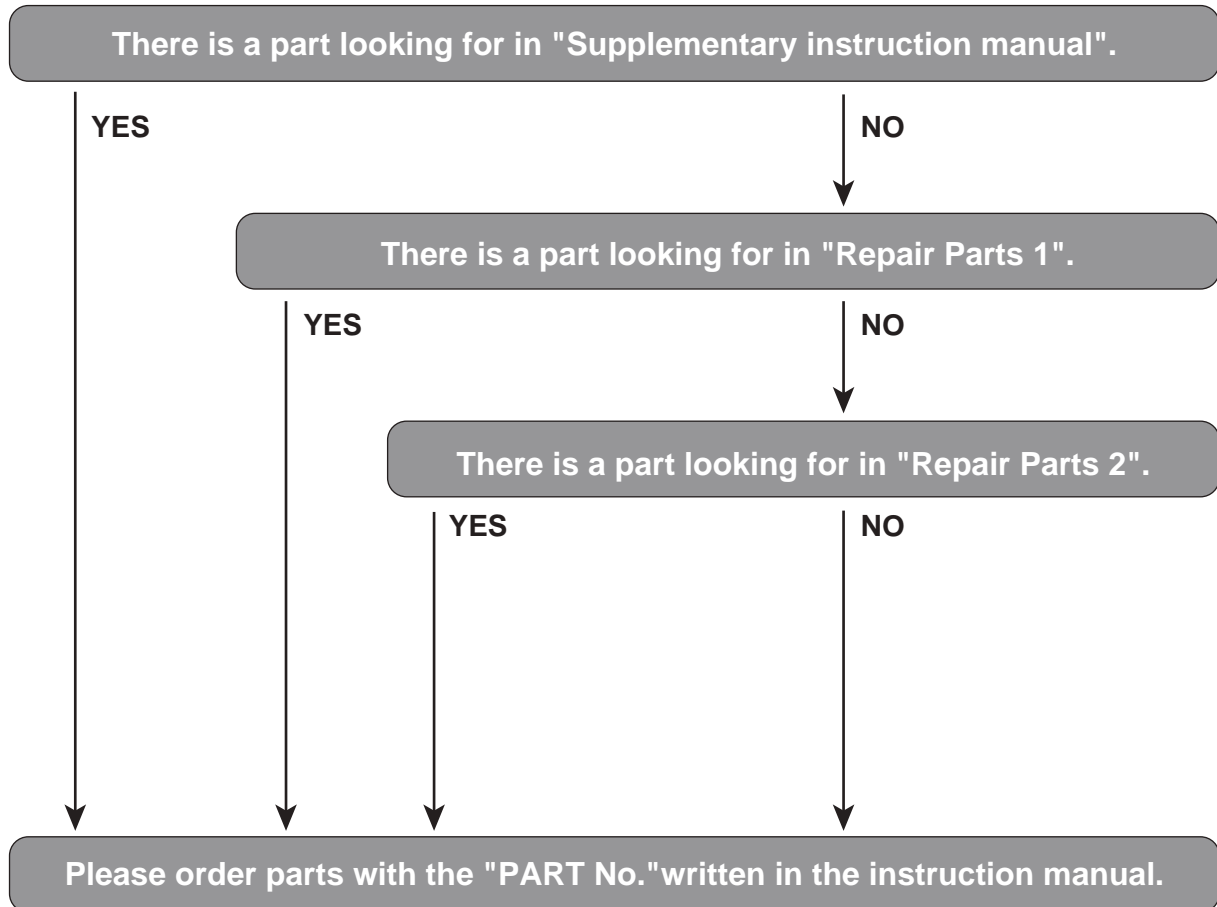 There is a part looking for in "Supplementary instruction manual".
YES
NO
There is a part looking for in "Repair Parts 1".
YES
NO
There is a part looking for in "Repair Parts 2".
YES
NO
Please order parts with the "PART No."written in the instruction manual.